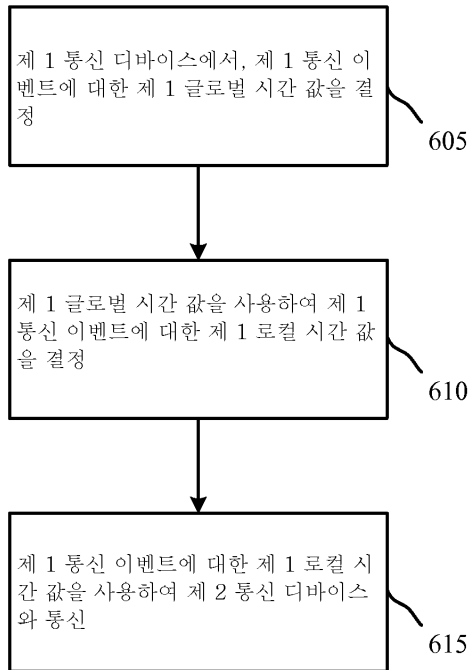 제 1 통신 디바이스에서, 제 1 통신 이
벤트에 대한 제 1 글로벌 시간 값을 결
정
605
제 1 글로벌 시간 값을 사용하여 제 1
통신 이벤트에 대한 제 1 로컬 시간 값
을 결정
610
제 1 통신 이벤트에 대한 제 1 로컬 시
간 값을 사용하여 제 2 통신 디바이스
와 통신
615